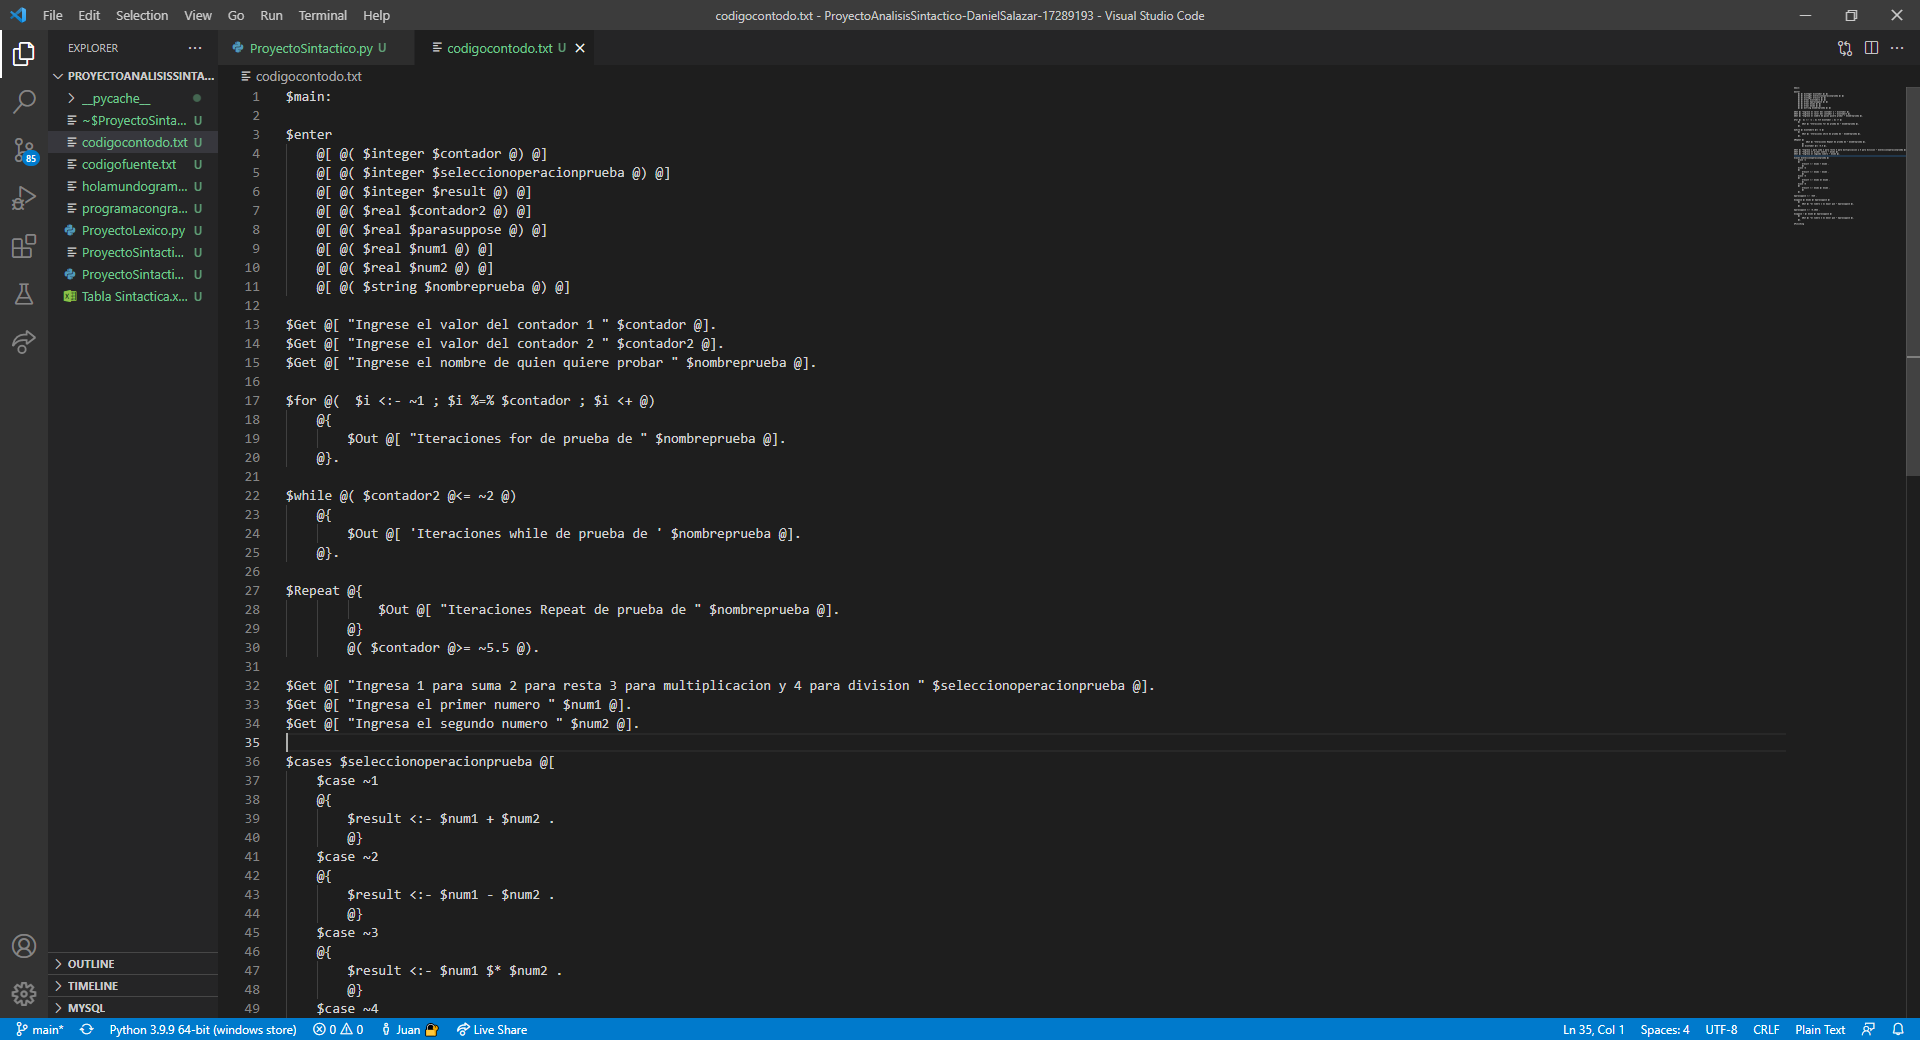 File Edit Selection View Go Run Terminal Help
codigocontodo.txt - ProyectoAnalisisSintactico-DanielSalazar-17289193 - Visual Studio Code
EXPLORER
PROYECTOANALISISSINTA...
__pycache__
~$ProyectoSinta... U
codigocontodo.txt U
codigofuente.txt U
holamundogram... U
programacongra... U
ProyectoLexico.py U
ProyectoSintacti... U
ProyectoSintacti... U
Tabla Sintactica.x... U
85
OUTLINE
TIMELINE
MYSQL
ProyectoSintactico.py U
codigocontodo.txt U
codigocontodo.txt
1 $main:
2
3 $enter
4 @[ @( $integer $contador @) @]
5 @[ @( $integer $seleccionoperacionprueba @) @]
6 @[ @( $integer $result @) @]
7 @[ @( $real $contador2 @) @]
8 @[ @( $real $parasuppose @) @]
9 @[ @( $real $num1 @) @]
10 @[ @( $real $num2 @) @]
11 @[ @( $string $nombreprueba @) @]
12
13 $Get @[ "Ingrese el valor del contador 1 " $contador @].
14 $Get @[ "Ingrese el valor del contador 2 " $contador2 @].
15 $Get @[ "Ingrese el nombre de quien quiere probar " $nombreprueba @].
16
17 $for @(  $i <:- ~1 ; $i %=% $contador ; $i <+ @)
18 @{
19 $Out @[ "Iteraciones for de prueba de " $nombreprueba @].
20 @}.
21
22 $while @( $contador2 @<= ~2 @)
23 @{
24 $Out @[ 'Iteraciones while de prueba de ' $nombreprueba @].
25 @}.
26
27 $Repeat @{
28 $Out @[ "Iteraciones Repeat de prueba de " $nombreprueba @].
29 @}
30 @( $contador @>= ~5.5 @).
31
32 $Get @[ "Ingresa 1 para suma 2 para resta 3 para multiplicacion y 4 para division " $seleccionoperacionprueba @].
33 $Get @[ "Ingresa el primer numero " $num1 @].
34 $Get @[ "Ingresa el segundo numero " $num2 @].
35
36 $cases $seleccionoperacionprueba @[
37 $case ~1
38 @{
39 $result <:- $num1 + $num2 .
40 @}
41 $case ~2
42 @{
43 $result <:- $num1 - $num2 .
44 @}
45 $case ~3
46 @{
47 $result <:- $num1 $* $num2 .
48 @}
49 $case ~4
main* Python 3.9.9 64-bit (windows store) 0 0 Juan Live Share Ln 35, Col 1 Spaces: 4 UTF-8 CRLF Plain Text